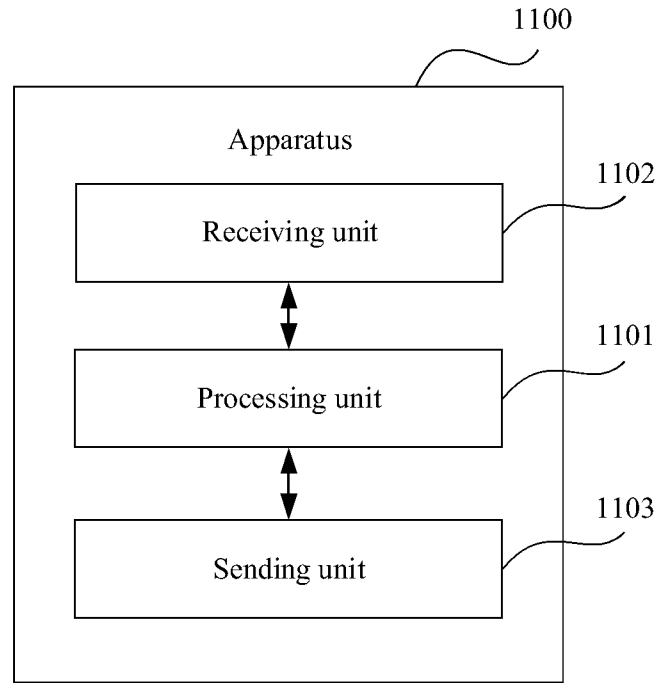 1100
Apparatus
1102
Receiving unit
1101
Processing unit
1103
Sending unit